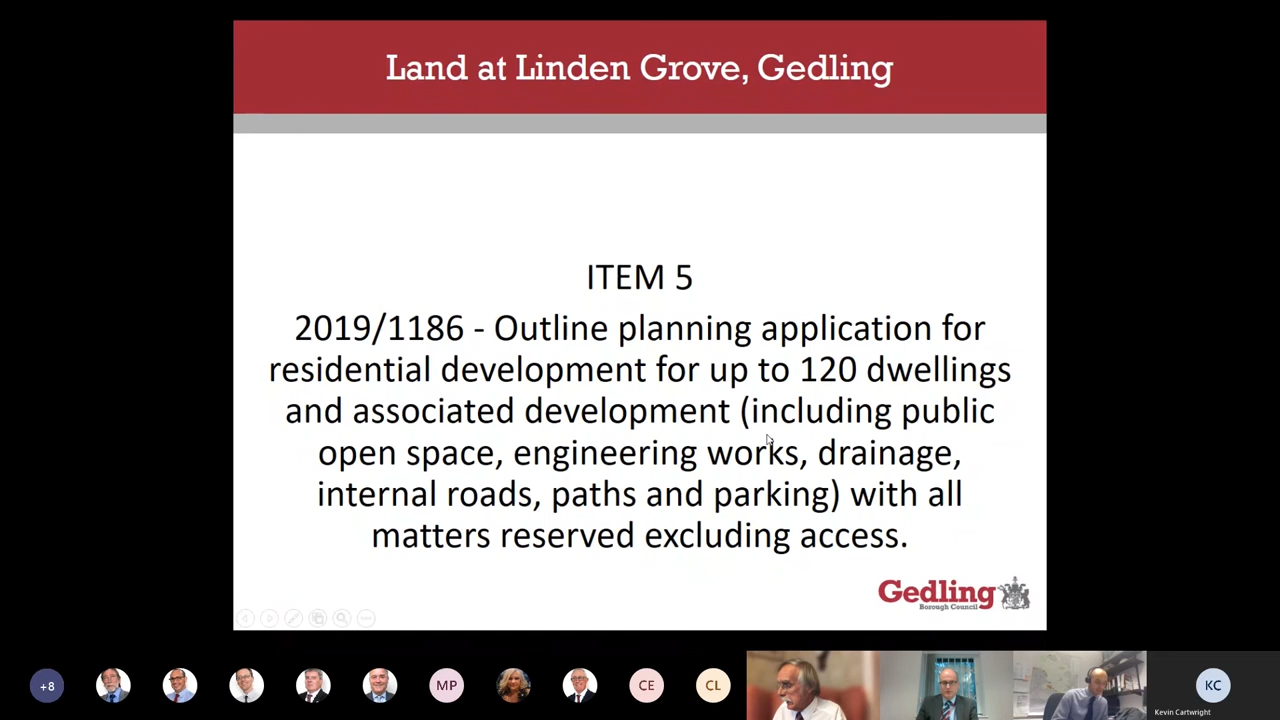 Land at Linden Grove, Gedling
ITEM 5
2019/1186 - Outline planning application for
residential development for up to 120 dwellings
and associated development (including public
open space, engineering works, drainage,
internal roads, paths and parking) with all
matters reserved excluding access.
Gedling
Borough Council
+8
MP
CE
CL
KC
Kevin Cartwright